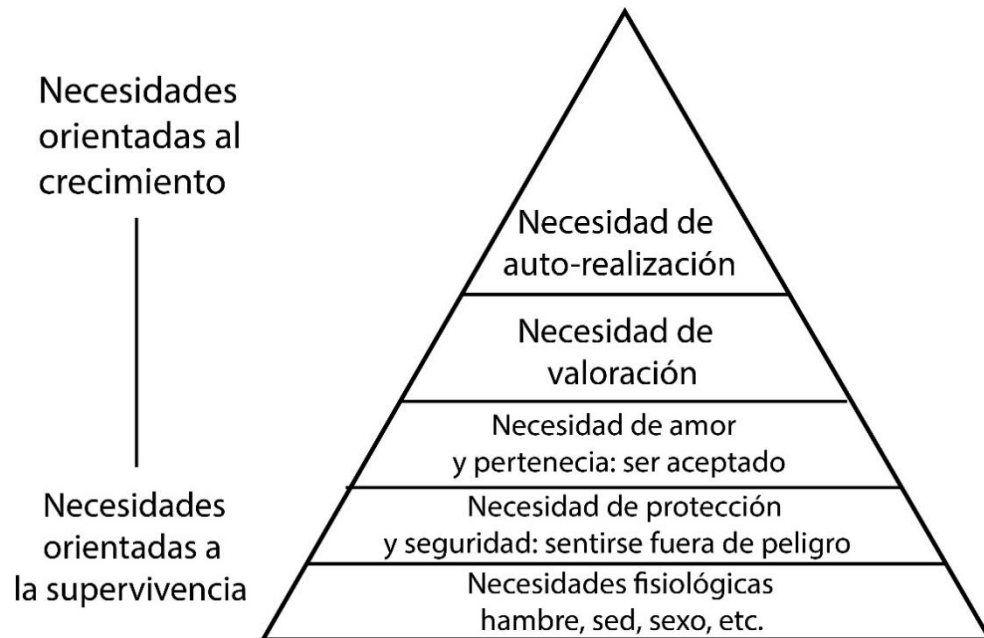 Necesidades
orientadas al
crecimiento
Necesidad de
auto-realización
Necesidad de
valoración
Necesidad de amor
y pertenecia: ser aceptado
Necesidades
orientadas a
la supervivencia
Necesidad de protección
y seguridad: sentirse fuera de peligro
Necesidades fisiológicas
hambre, sed, sexo, etc.